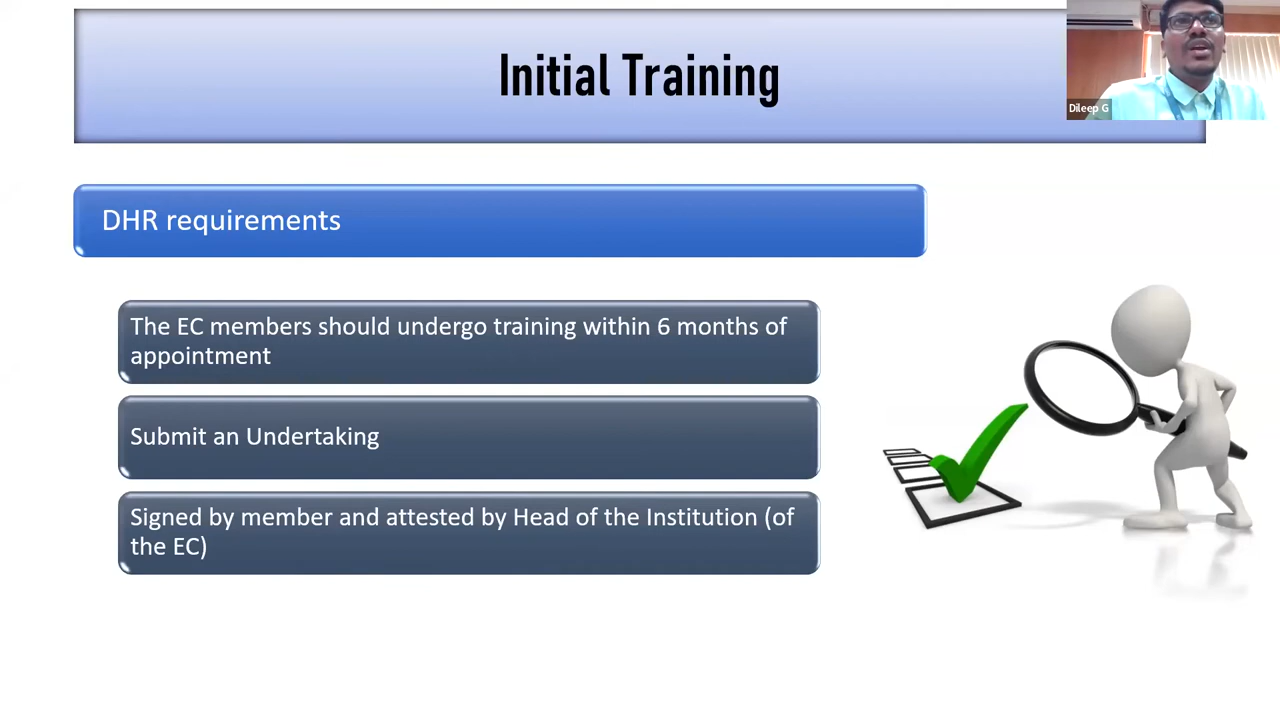 Initial Training
Dileep G
DHR requirements
The EC members should undergo training within 6 months of
appointment
Submit an Undertaking
Signed by member and attested by Head of the Institution (of
the EC)